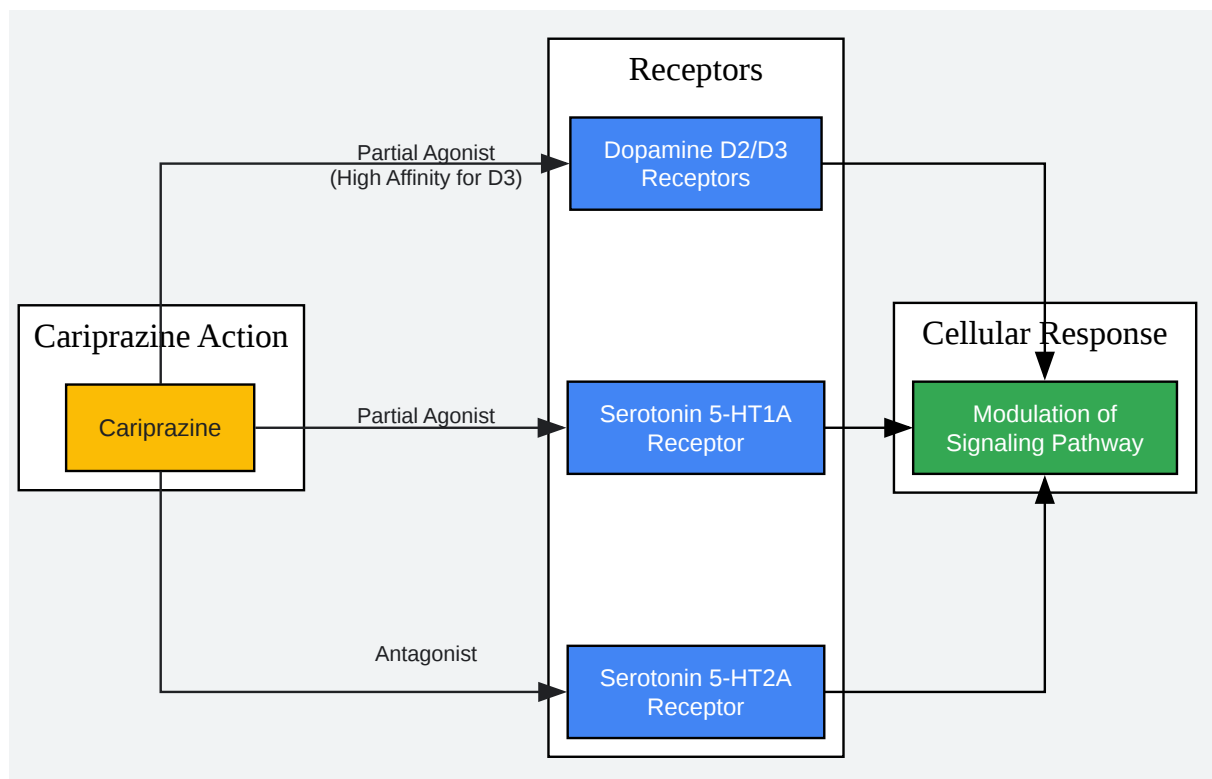 Receptors
Partial Agonist
(High Affinity for D3)
Dopamine D2/D3
Receptors
Cariprazine Action
Cariprazine
Partial Agonist
Serotonin 5-HT1A
Receptor
Cellular Response
Modulation of
Signaling Pathway
Antagonist
Serotonin 5-HT2A
Receptor